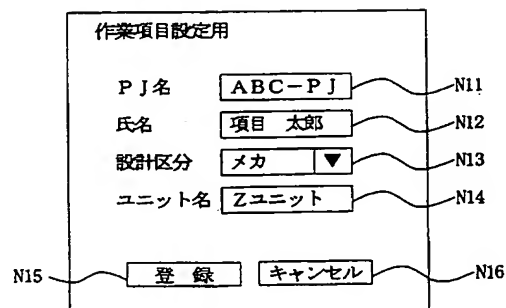 作業項目設定用
PJ名 ABC-PJ N11
氏名 項目 太郎 N12
設計区分 メカ ▼ N13
ユニット名 Zユニット N14
N15 登 録 キャンセル N16